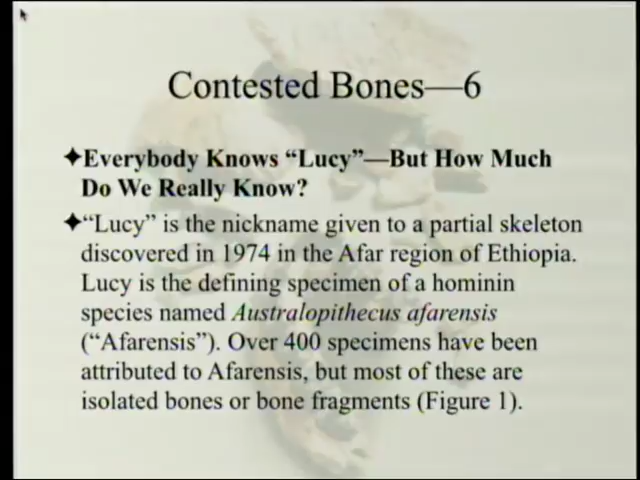 Contested Bones—6
✦Everybody Knows “Lucy”—But How Much
Do We Really Know?
✦“Lucy” is the nickname given to a partial skeleton
discovered in 1974 in the Afar region of Ethiopia.
Lucy is the defining specimen of a hominin
species named Australopithecus afarensis
(“Afarensis”). Over 400 specimens have been
attributed to Afarensis, but most of these are
isolated bones or bone fragments (Figure 1).